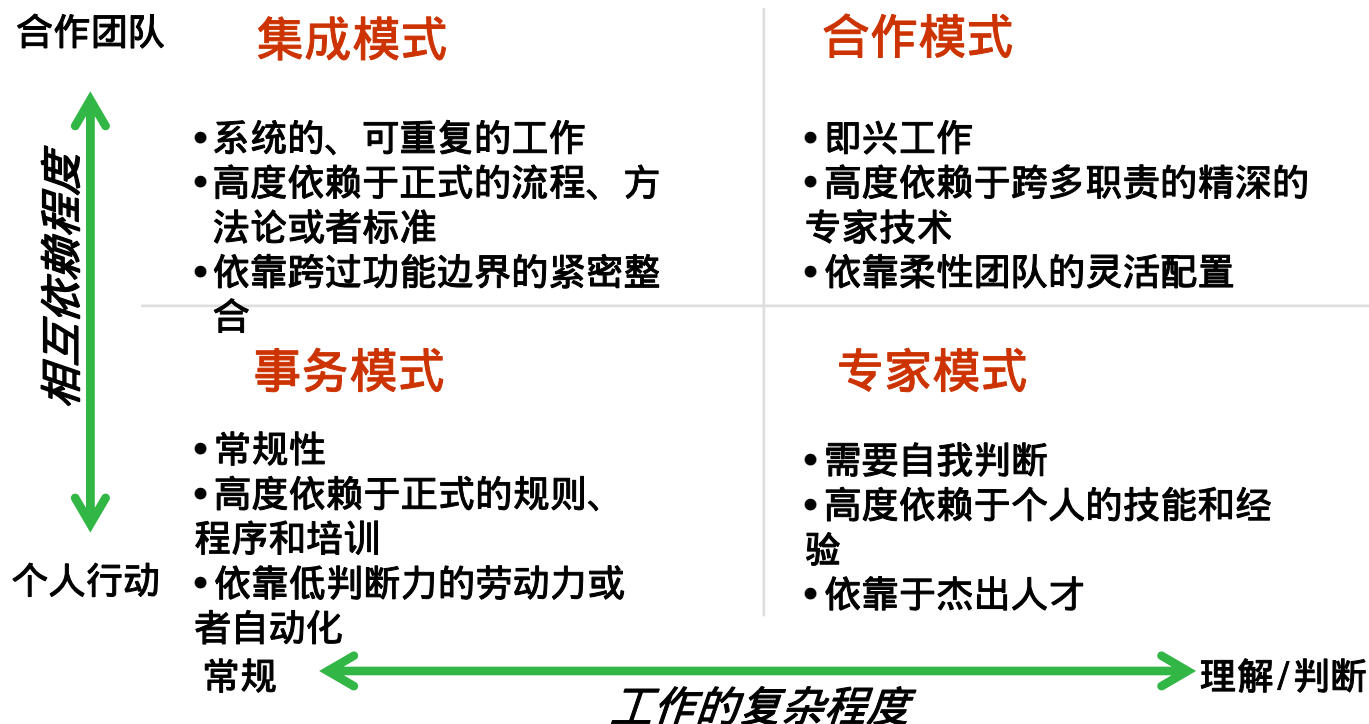 合作团队
集成模式
• 系统的、可重复的工作
• 高度依赖于正式的流程、方
法论或者标准
• 依靠跨过功能边界的紧密整
合
合作模式
• 即兴工作
• 高度依赖于跨多职责的精深的
专家技术
• 依靠柔性团队的灵活配置
相互依赖程度
事务模式
• 常规性
• 高度依赖于正式的规则、
程序和培训
• 依靠低判断力的劳动力或
者自动化
专家模式
• 需要自我判断
• 高度依赖于个人的技能和经
验
• 依靠于杰出人才
个人行动
常规
理解/判断
工作的复杂程度